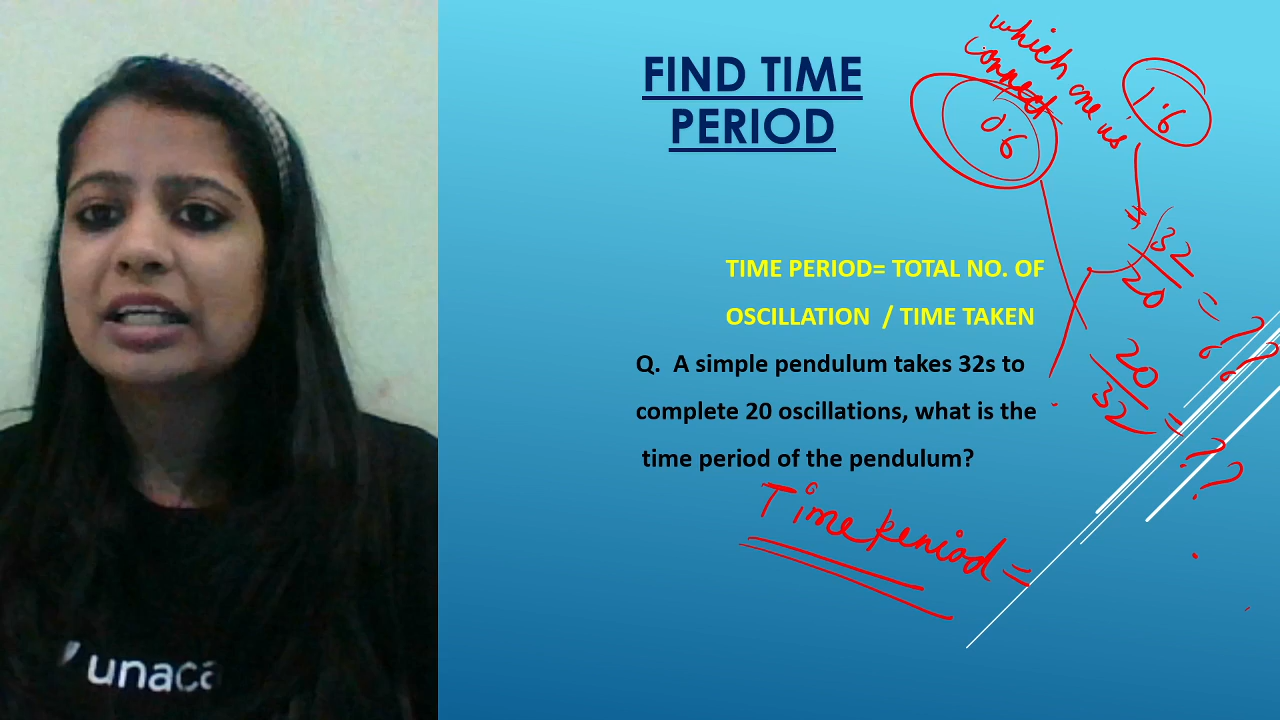 FIND TIME
PERIOD
which one is
correct
0.6
1.6
32
20
= ??
TIME PERIOD= TOTAL NO. OF
OSCILLATION / TIME TAKEN
Q. A simple pendulum takes 32s to
complete 20 oscillations, what is the
time period of the pendulum?
20
32
= ??
Time period =
unaca